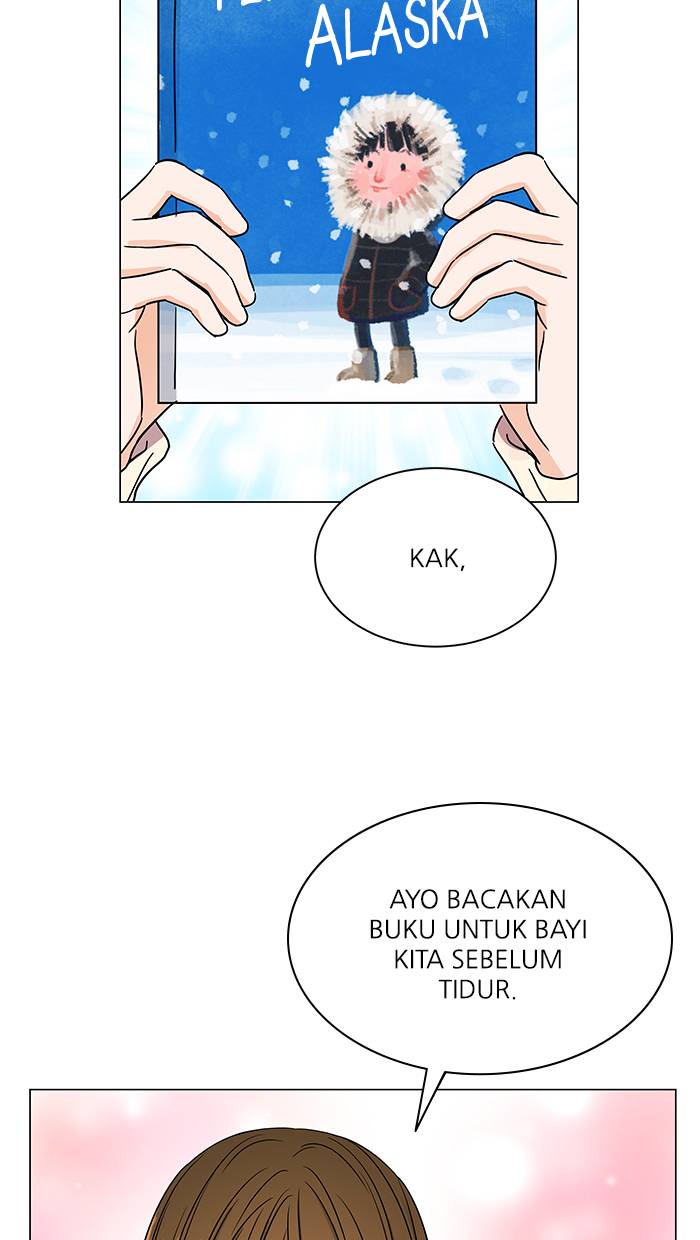 ALASKA
KAK,
AYO BACAKAN
BUKU UNTUK BAYI
KITA SEBELUM
TIDUR.